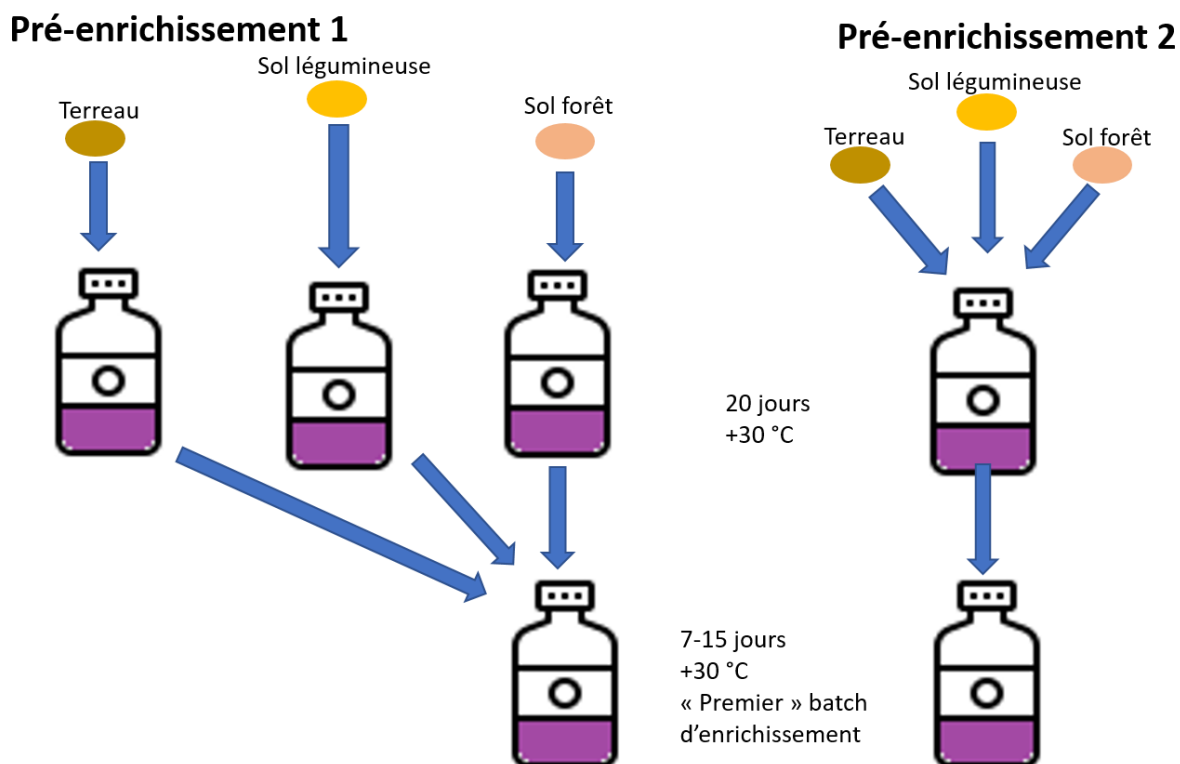 Pré-enrichissement 1
Sol légumineuse
Terreau
Sol forêt
Pré-enrichissement 2
Sol légumineuse
Terreau
Sol forêt
20 jours
+30 °C
7-15 jours
+30 °C
« Premier » batch
d’enrichissement